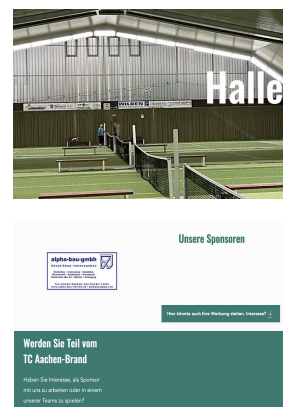 Halle
WILDEN
Unsere Sponsoren
alpha-bau-gmbh
Hier könnte auch Ihre Werbung stehen. Interesse?
Werden Sie Teil vom
TC Aachen-Brand
Haben Sie Interesse, als Sponsor
mit uns zu arbeiten oder in einem
unserer Teams zu spielen?